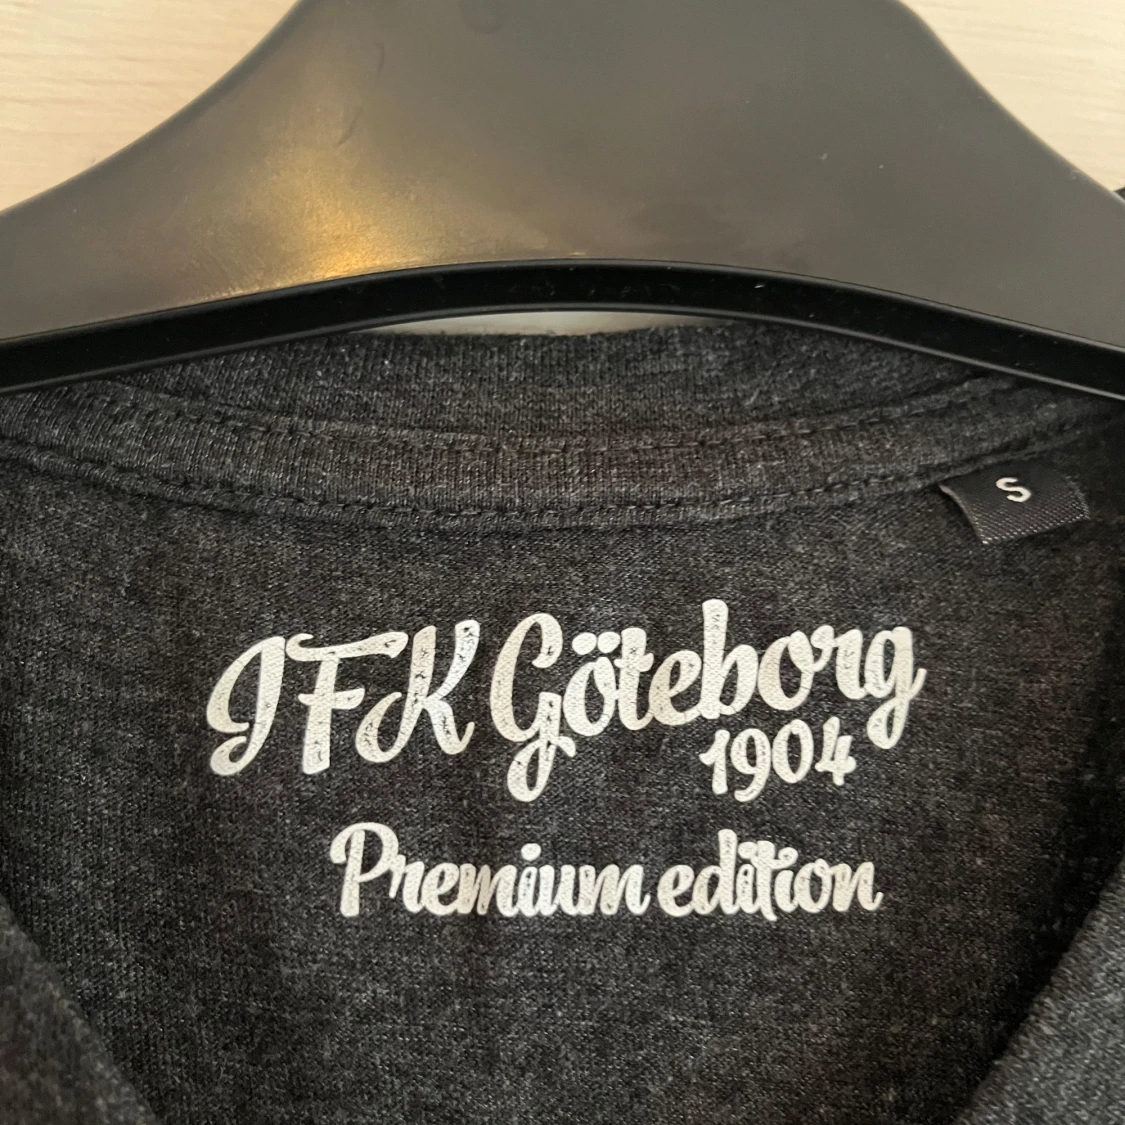 S
IFK Göteborg
1904
Premium edition